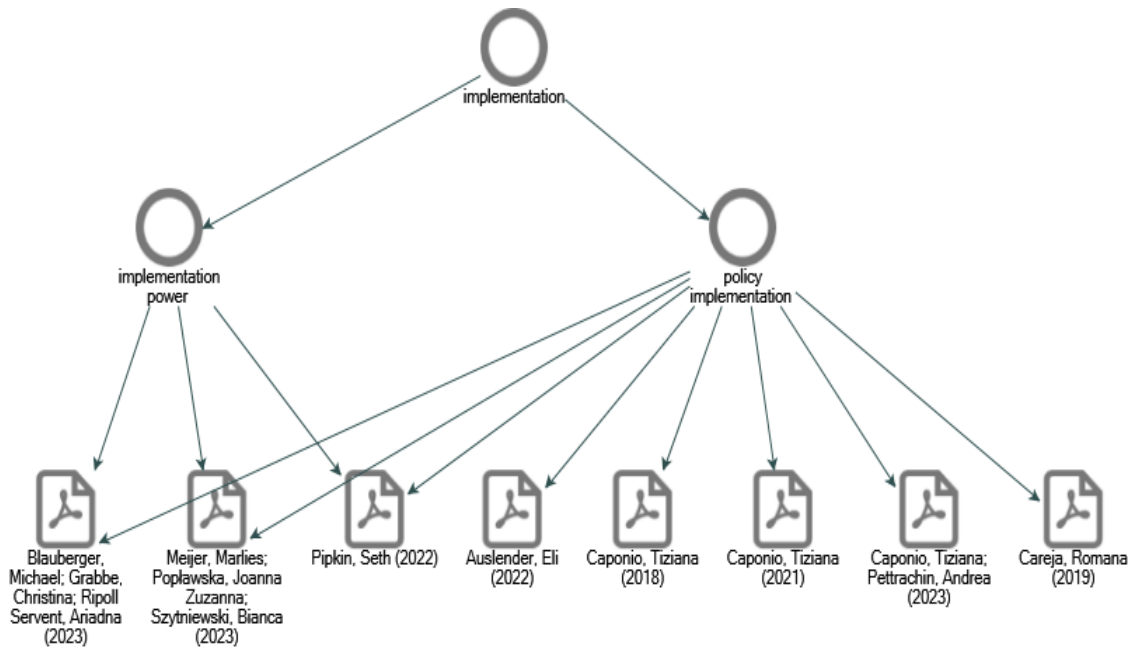 implementation
implementation
power
policy
implementation
Blauberger,
Michael; Grabbe,
Christina; Ripoll
Servent, Ariadna
(2023)
Meijer, Marlies;
Popławska, Joanna
Zuzanna;
Szytniewski, Bianca
(2023)
Pipkin, Seth (2022)
Auslender, Eli
(2022)
Caponio, Tiziana
(2018)
Caponio, Tiziana
(2021)
Caponio, Tiziana;
Pettrachin, Andrea
(2023)
Careja, Romana
(2019)